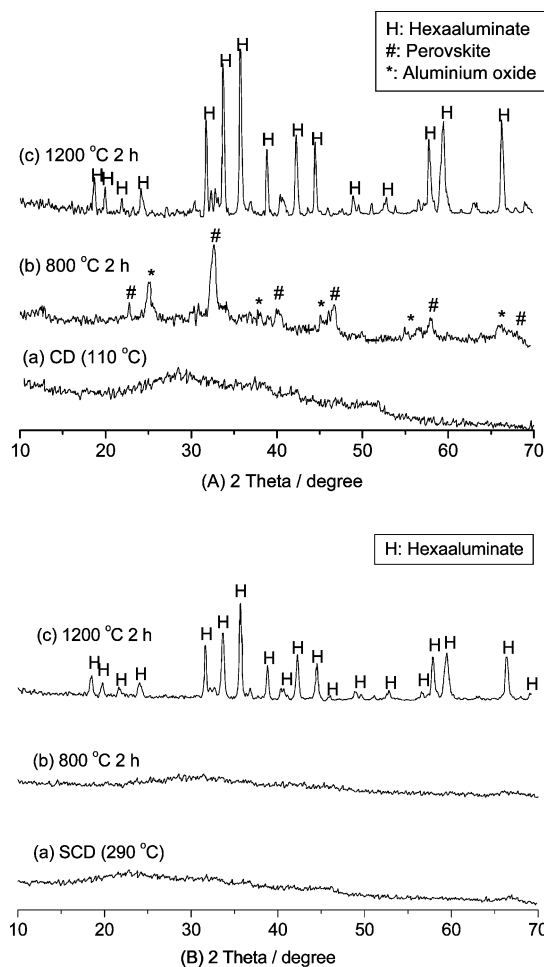 H: Hexaaluminate
#: Perovskite
*: Aluminium oxide
H H H H H H H H H H H H H H H H
(c) 1200 °C 2 h
(b) 800 °C 2 h
# * # * # * # * # * #
(a) CD (110 °C)
10 20 30 40 50 60 70
(A) 2 Theta / degree
H: Hexaaluminate
(c) 1200 °C 2 h
H H H H H H H H H H H H H H H H H H
(b) 800 °C 2 h
(a) SCD (290 °C)
10 20 30 40 50 60 70
(B) 2 Theta / degree